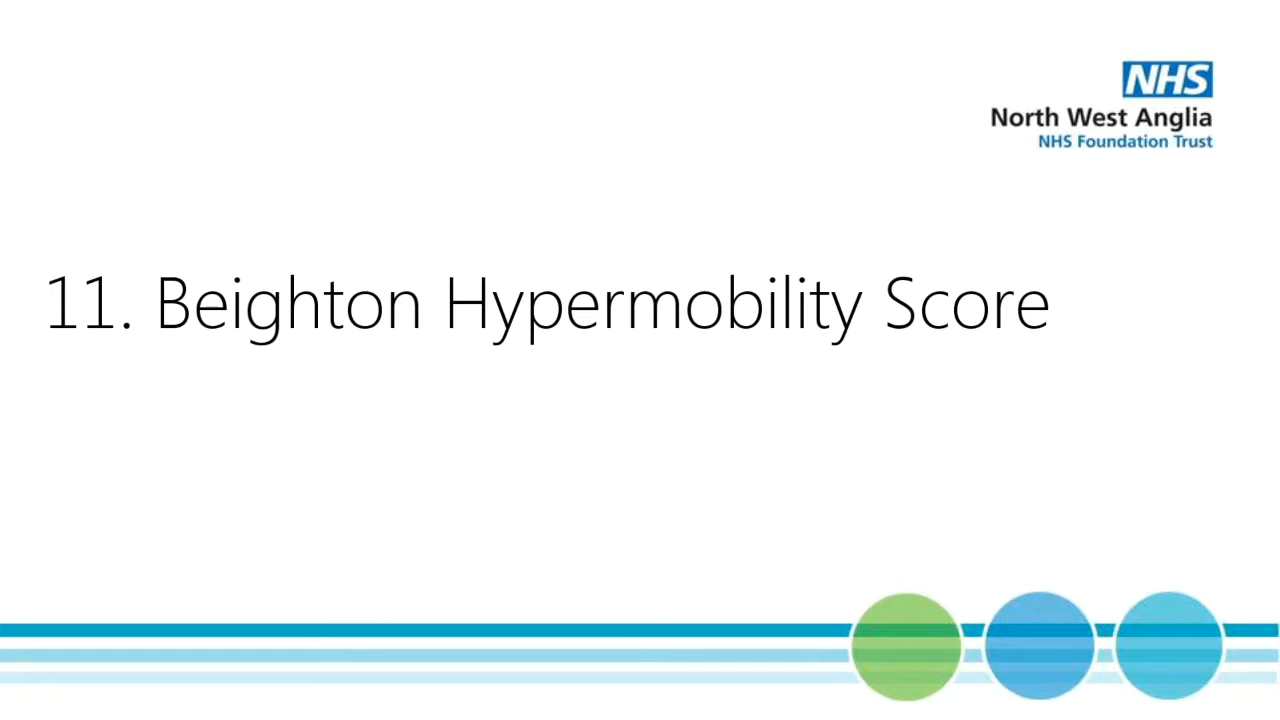 NHS
North West Anglia
NHS Foundation Trust
11. Beighton Hypermobility Score